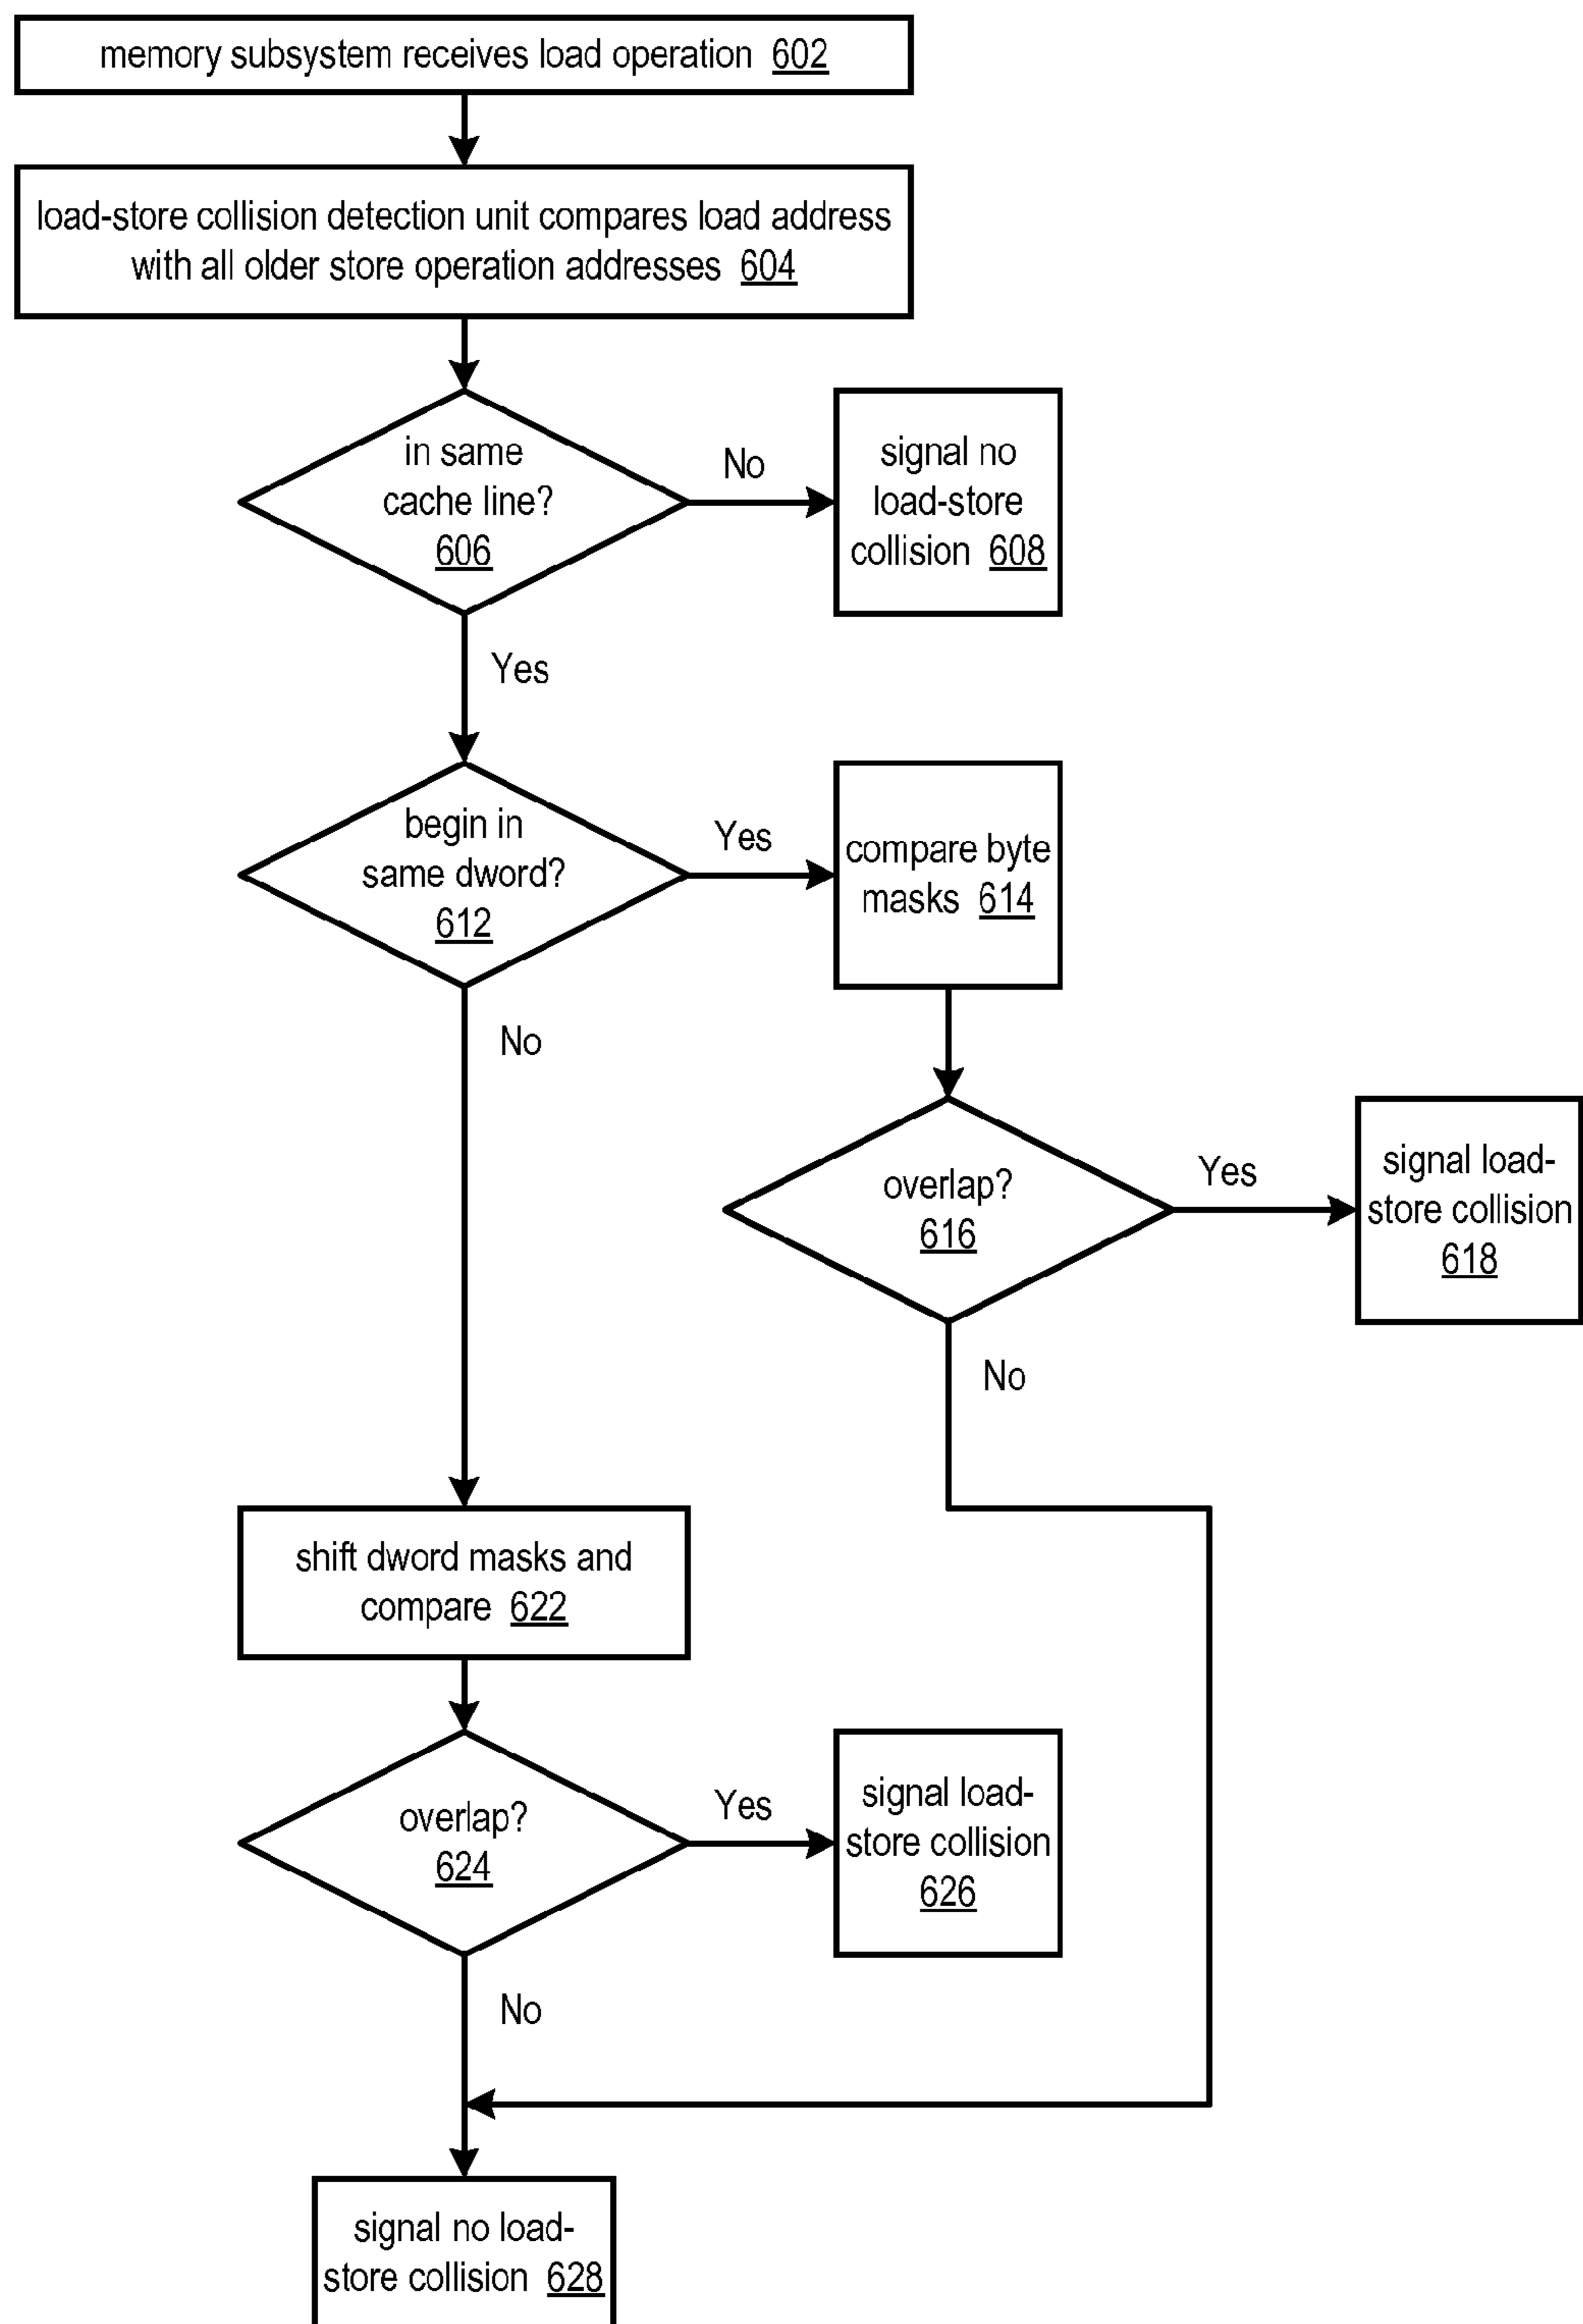 memory subsystem receives load operation 602
load-store collision detection unit compares load address
with all older store operation addresses 604
in same
cache line?
606
No
signal no
load-store
collision 608
Yes
begin in
same dword?
612
Yes
compare byte
masks 614
No
overlap?
616
Yes
signal load-
store collision
618
No
shift dword masks and
compare 622
overlap?
624
Yes
signal load-
store collision
626
No
signal no load-
store collision 628